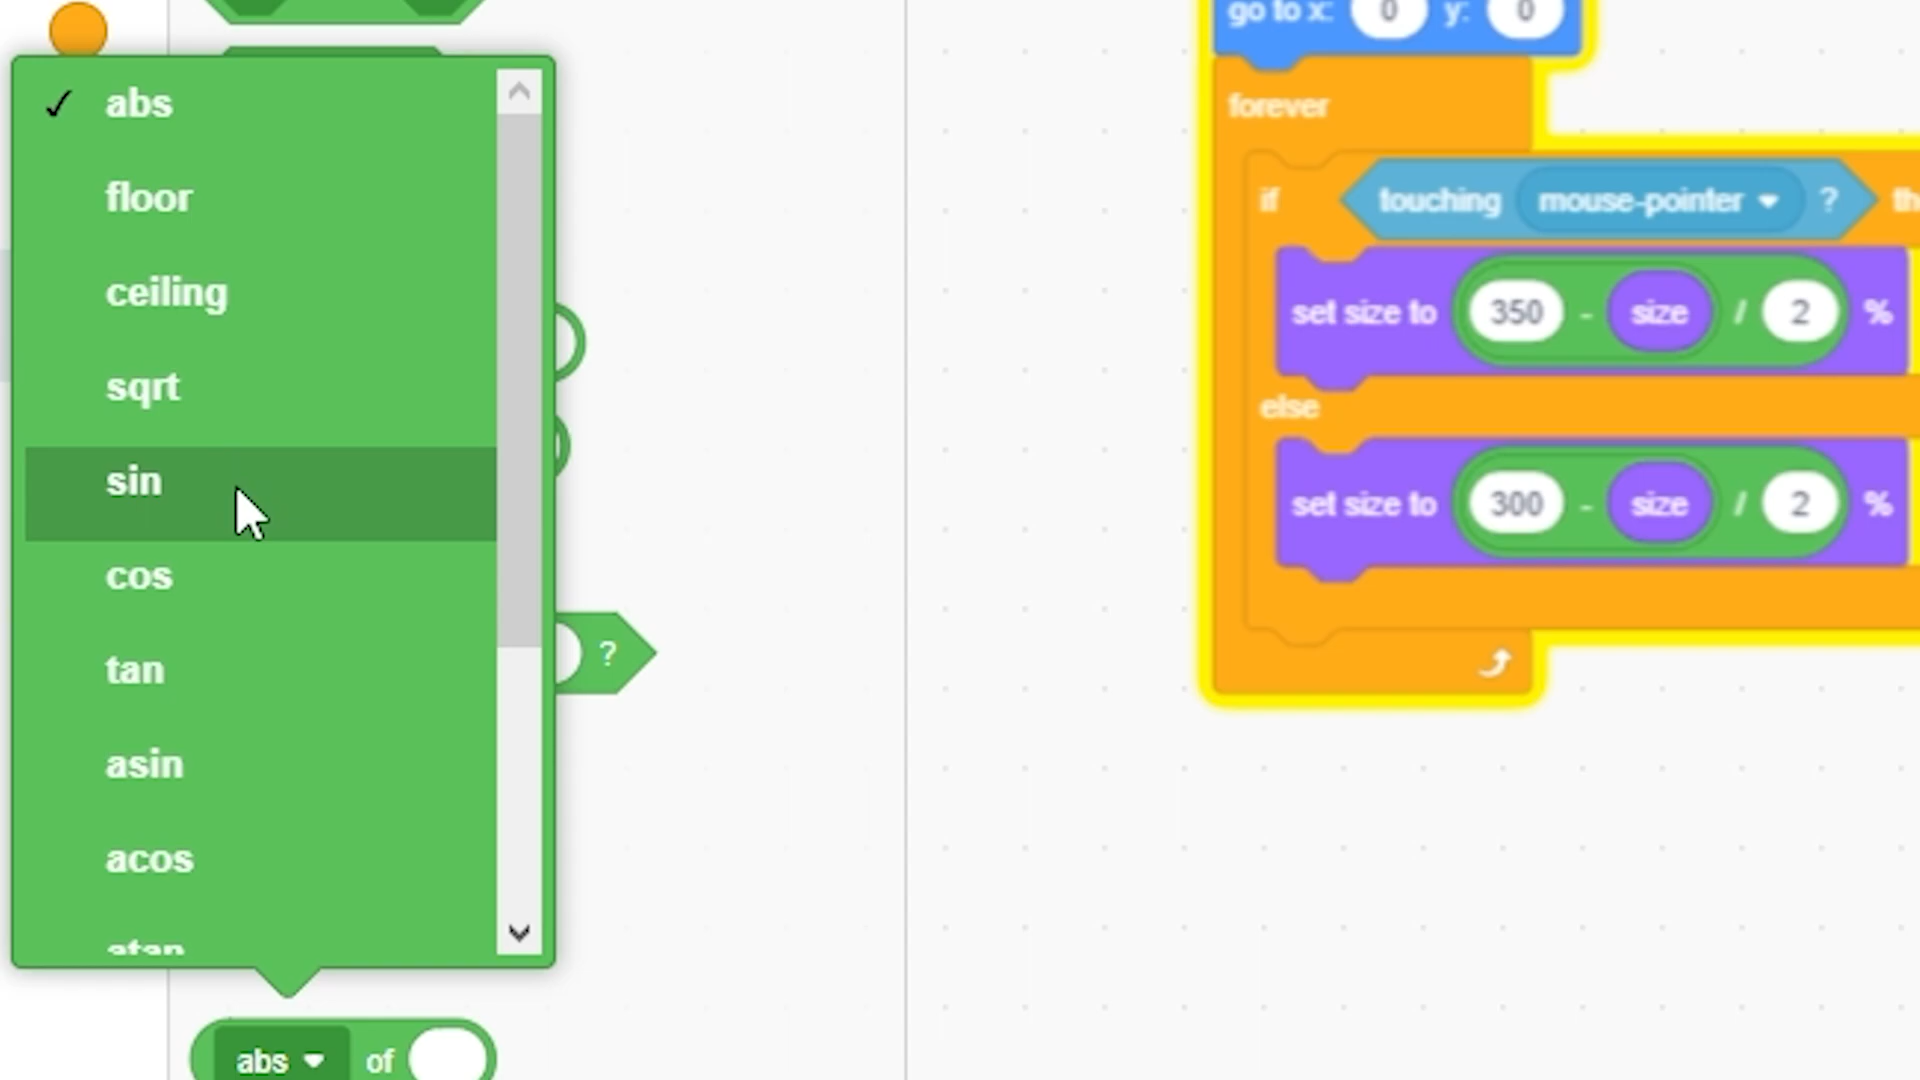 ✓ abs
floor
ceiling
sqrt
sin
cos
tan
asin
acos
atan
abs of
?
go to x: 0 y: 0
forever
if touching mouse-pointer ?
set size to 350 - size / 2 %
else
set size to 300 - size / 2 %